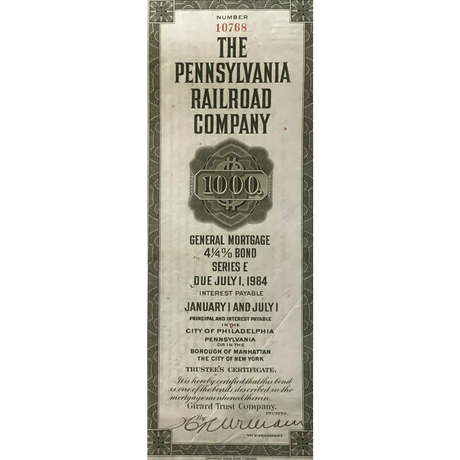 NUMBER
10768
THE
PENNSYLVANIA
RAILROAD
COMPANY
1000
GENERAL MORTGAGE
4¼% BOND
SERIES E
DUE JULY 1, 1984
INTEREST PAYABLE
JANUARY 1 AND JULY 1
PRINCIPAL AND INTEREST PAYABLE
IN THE
CITY OF PHILADELPHIA
PENNSYLVANIA
OR IN THE
BOROUGH OF MANHATTAN
THE CITY OF NEW YORK
TRUSTEE'S CERTIFICATE.
It is hereby certified that this bond
is one of the bonds described in the
mortgage mentioned therein.
Girard Trust Company,
TRUSTEE,
By
VICE-PRESIDENT